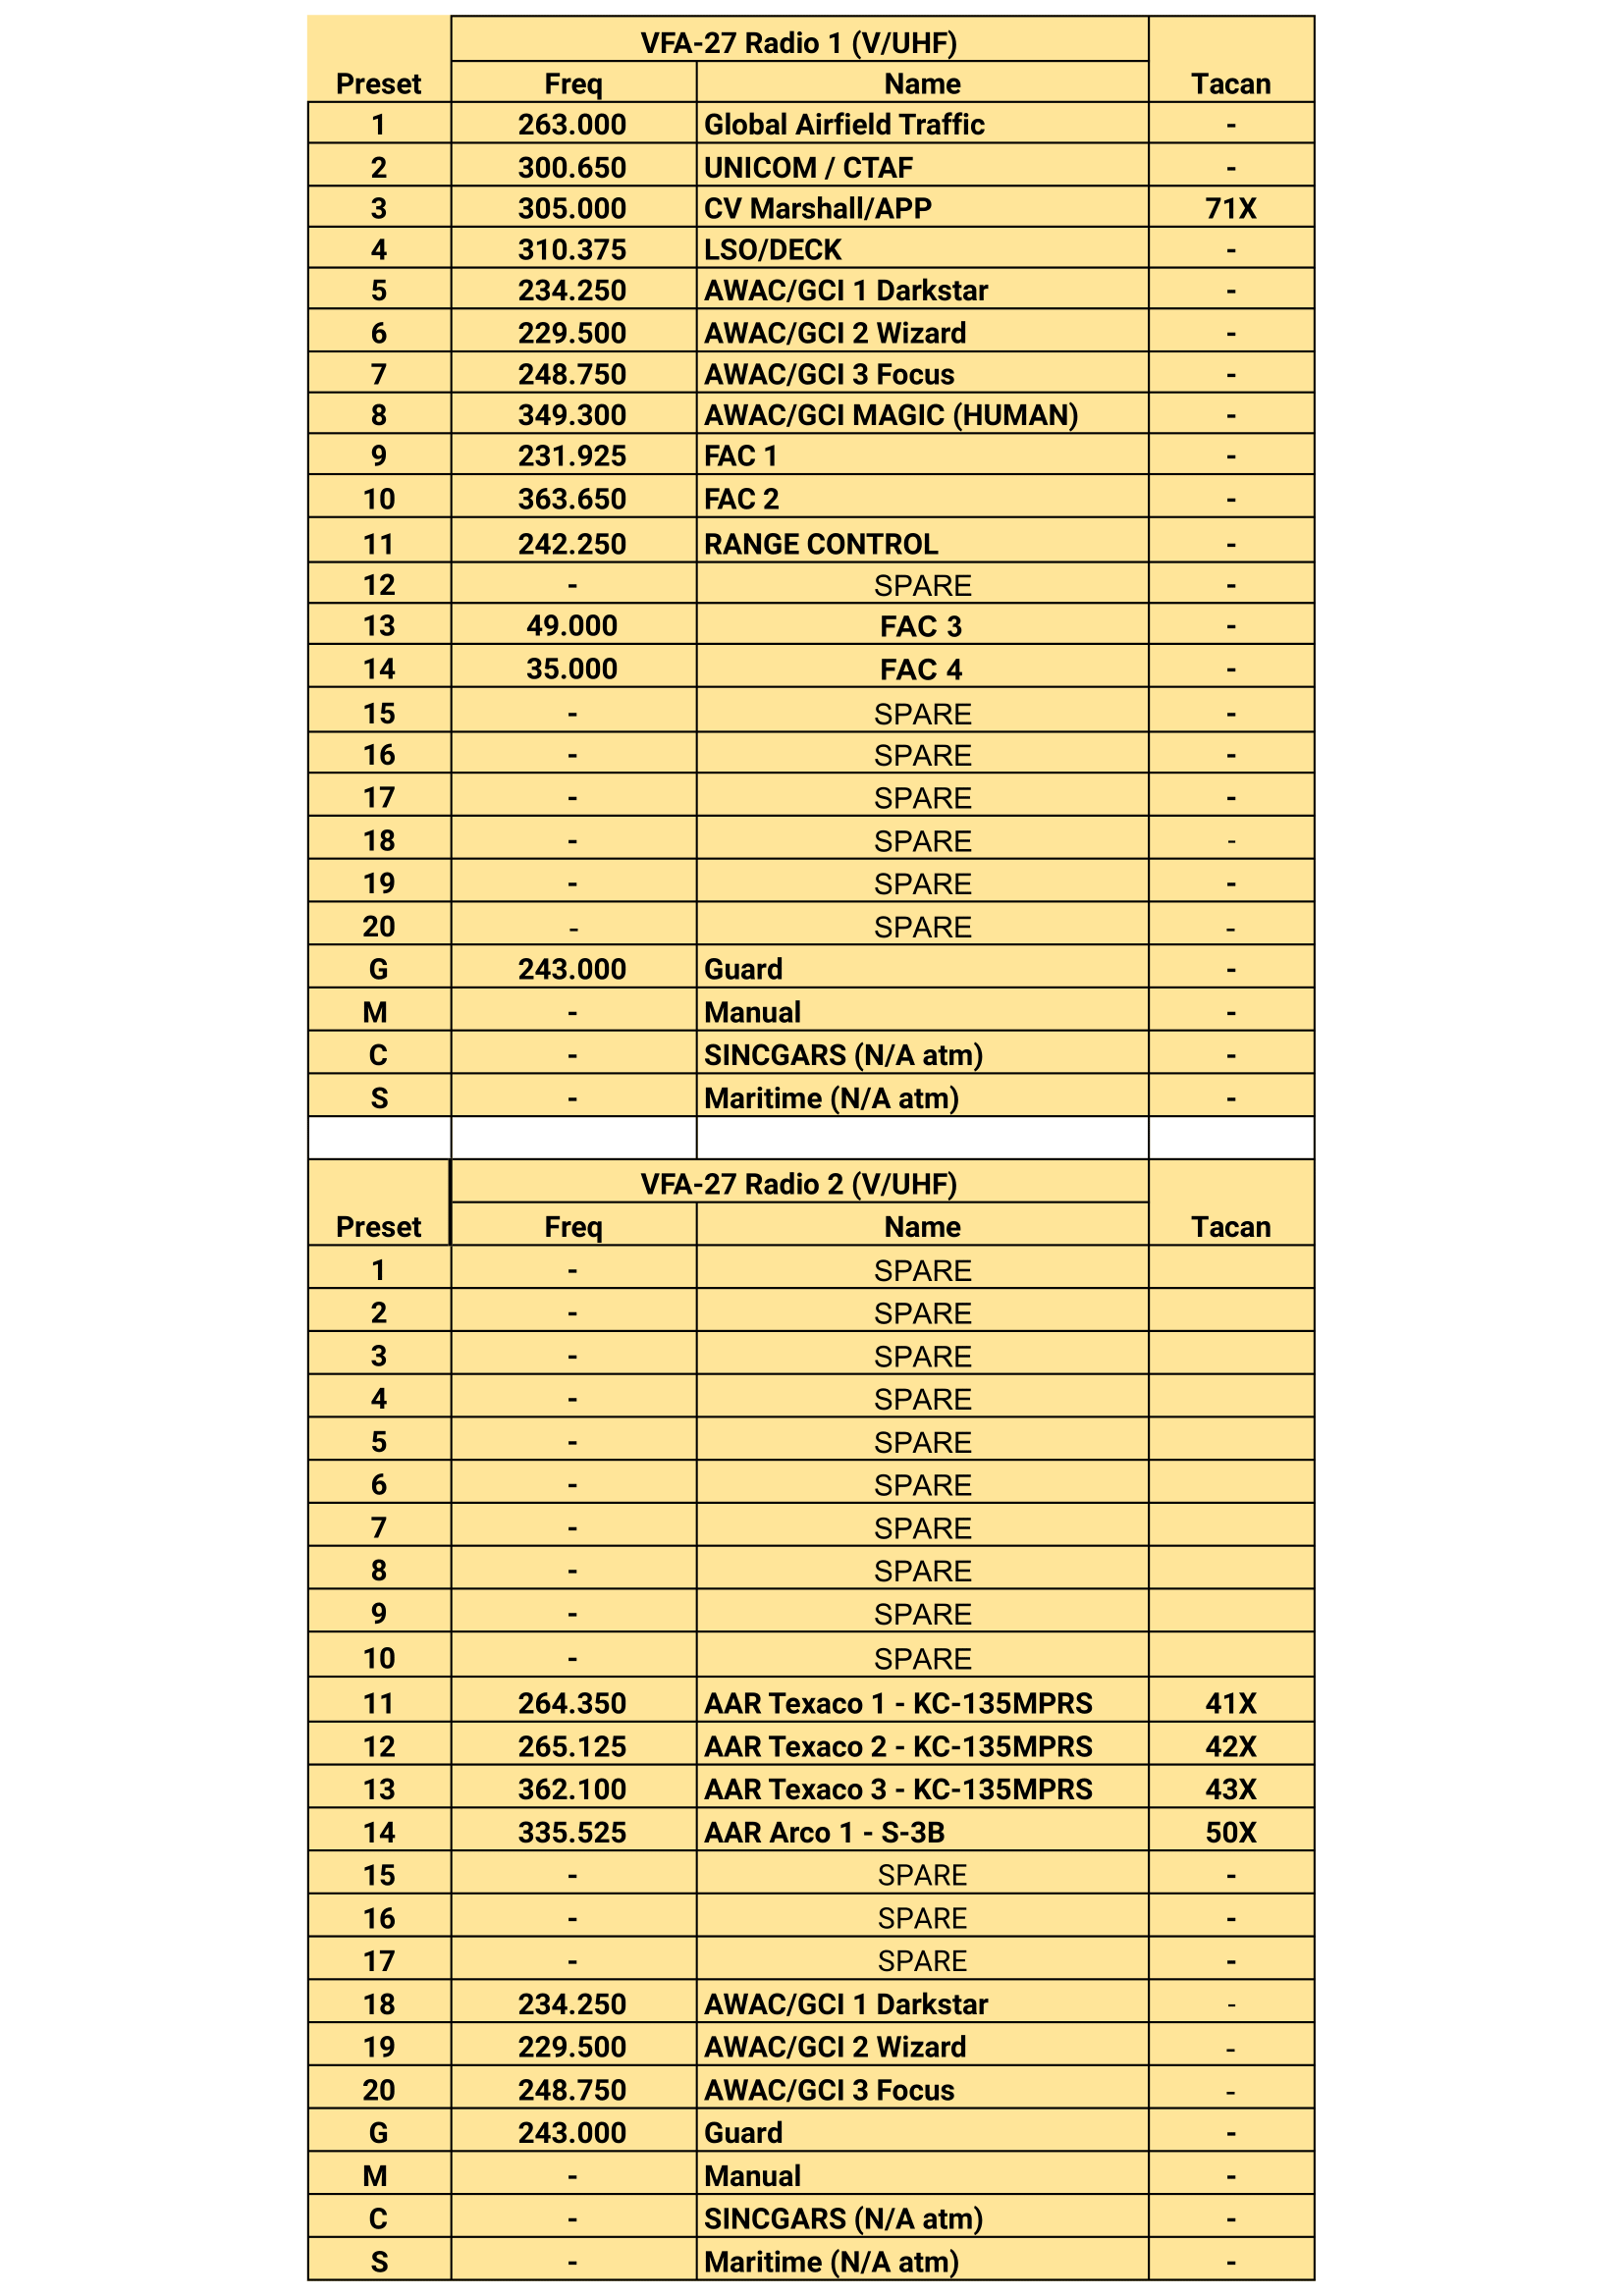 VFA-27 Radio 1 (V/UHF)
Preset Freq Name Tacan
1 263.000 Global Airfield Traffic -
2 300.650 UNICOM / CTAF -
3 305.000 CV Marshall/APP 71X
4 310.375 LSO/DECK -
5 234.250 AWAC/GCI 1 Darkstar -
6 229.500 AWAC/GCI 2 Wizard -
7 248.750 AWAC/GCI 3 Focus -
8 349.300 AWAC/GCI MAGIC (HUMAN) -
9 231.925 FAC 1 -
10 363.650 FAC 2 -
11 242.250 RANGE CONTROL -
12 - SPARE -
13 49.000 FAC 3 -
14 35.000 FAC 4 -
15 - SPARE -
16 - SPARE -
17 - SPARE -
18 - SPARE -
19 - SPARE -
20 - SPARE -
G 243.000 Guard -
M - Manual -
C - SINCGARS (N/A atm) -
S - Maritime (N/A atm) -
VFA-27 Radio 2 (V/UHF)
Preset Freq Name Tacan
1 - SPARE
2 - SPARE
3 - SPARE
4 - SPARE
5 - SPARE
6 - SPARE
7 - SPARE
8 - SPARE
9 - SPARE
10 - SPARE
11 264.350 AAR Texaco 1 - KC-135MPRS 41X
12 265.125 AAR Texaco 2 - KC-135MPRS 42X
13 362.100 AAR Texaco 3 - KC-135MPRS 43X
14 335.525 AAR Arco 1 - S-3B 50X
15 - SPARE -
16 - SPARE -
17 - SPARE -
18 234.250 AWAC/GCI 1 Darkstar -
19 229.500 AWAC/GCI 2 Wizard -
20 248.750 AWAC/GCI 3 Focus -
G 243.000 Guard -
M - Manual -
C - SINCGARS (N/A atm) -
S - Maritime (N/A atm) -